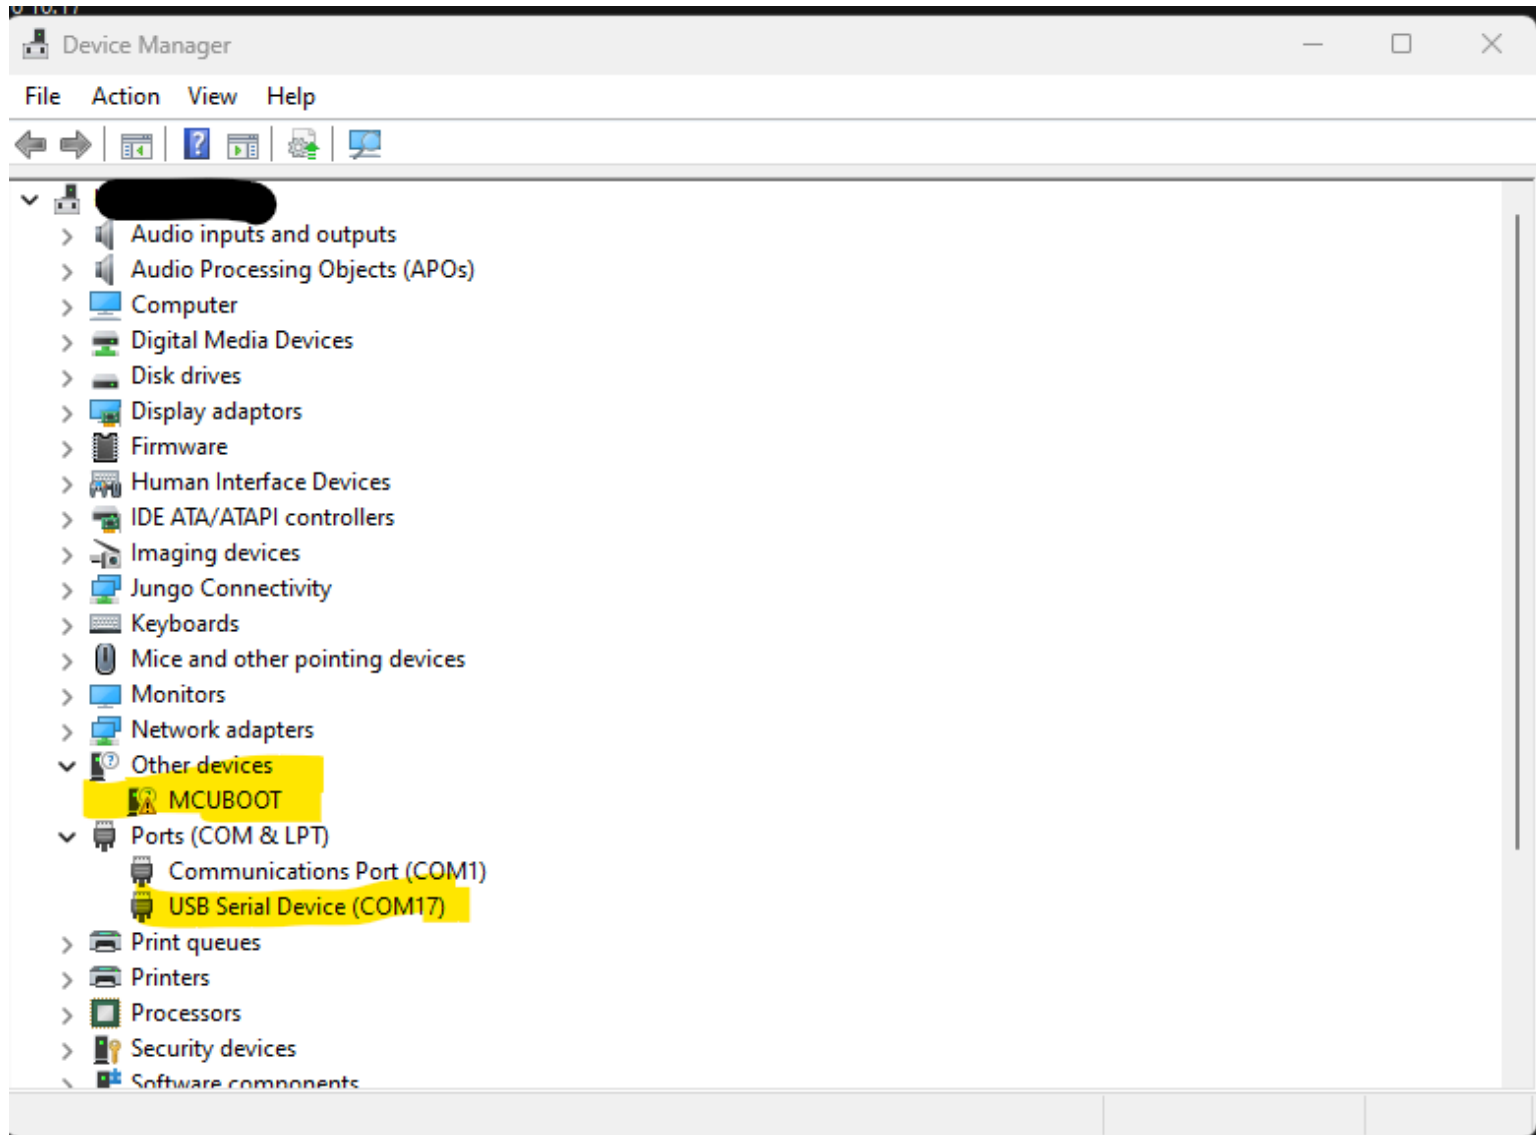 Device Manager
File Action View Help
Audio inputs and outputs
Audio Processing Objects (APOs)
Computer
Digital Media Devices
Disk drives
Display adaptors
Firmware
Human Interface Devices
IDE ATA/ATAPI controllers
Imaging devices
Jungo Connectivity
Keyboards
Mice and other pointing devices
Monitors
Network adapters
Other devices
MCUBOOT
Ports (COM & LPT)
Communications Port (COM1)
USB Serial Device (COM17)
Print queues
Printers
Processors
Security devices
Software components